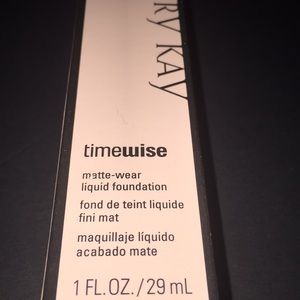 RY KAY
timewise
matte-wear
liquid foundation
fond de teint liquide
fini mat
maquillaje líquido
acabado mate
1 FL.OZ./29 mL